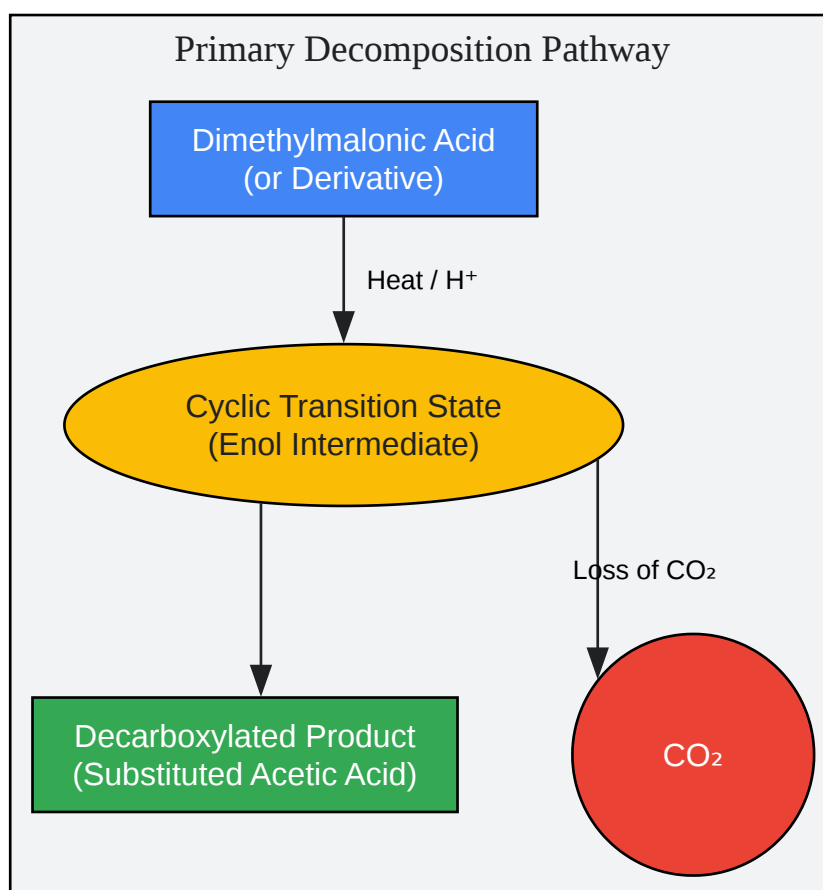 Primary Decomposition Pathway
Dimethylmalonic Acid
(or Derivative)
Heat / H⁺
Cyclic Transition State
(Enol Intermediate)
Loss of CO₂
Decarboxylated Product
(Substituted Acetic Acid)
CO₂